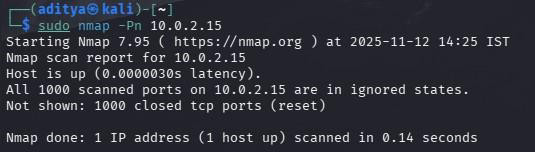 ┌──(aditya㉿kali)-[~]
└─$ sudo nmap -Pn 10.0.2.15
Starting Nmap 7.95 ( https://nmap.org ) at 2025-11-12 14:25 IST
Nmap scan report for 10.0.2.15
Host is up (0.0000030s latency).
All 1000 scanned ports on 10.0.2.15 are in ignored states.
Not shown: 1000 closed tcp ports (reset)
Nmap done: 1 IP address (1 host up) scanned in 0.14 seconds